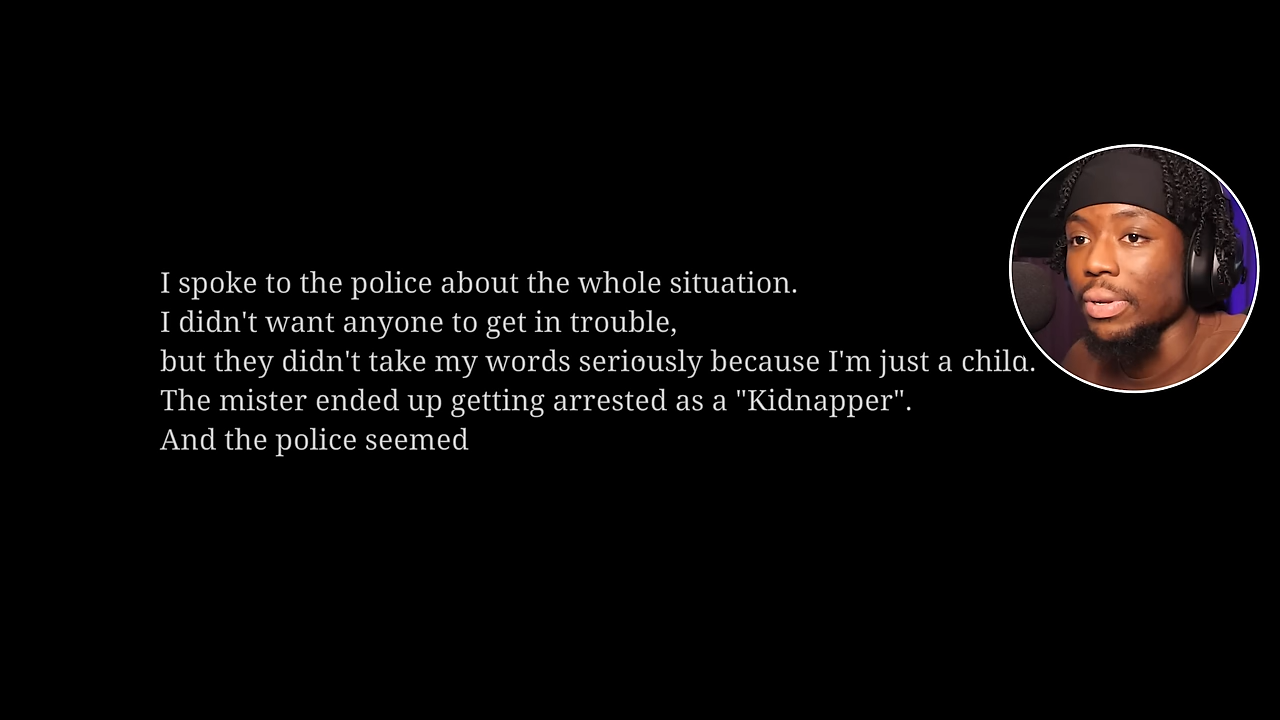 I spoke to the police about the whole situation.
I didn't want anyone to get in trouble,
but they didn't take my words seriously because I'm just a child.
The mister ended up getting arrested as a "Kidnapper".
And the police seemed